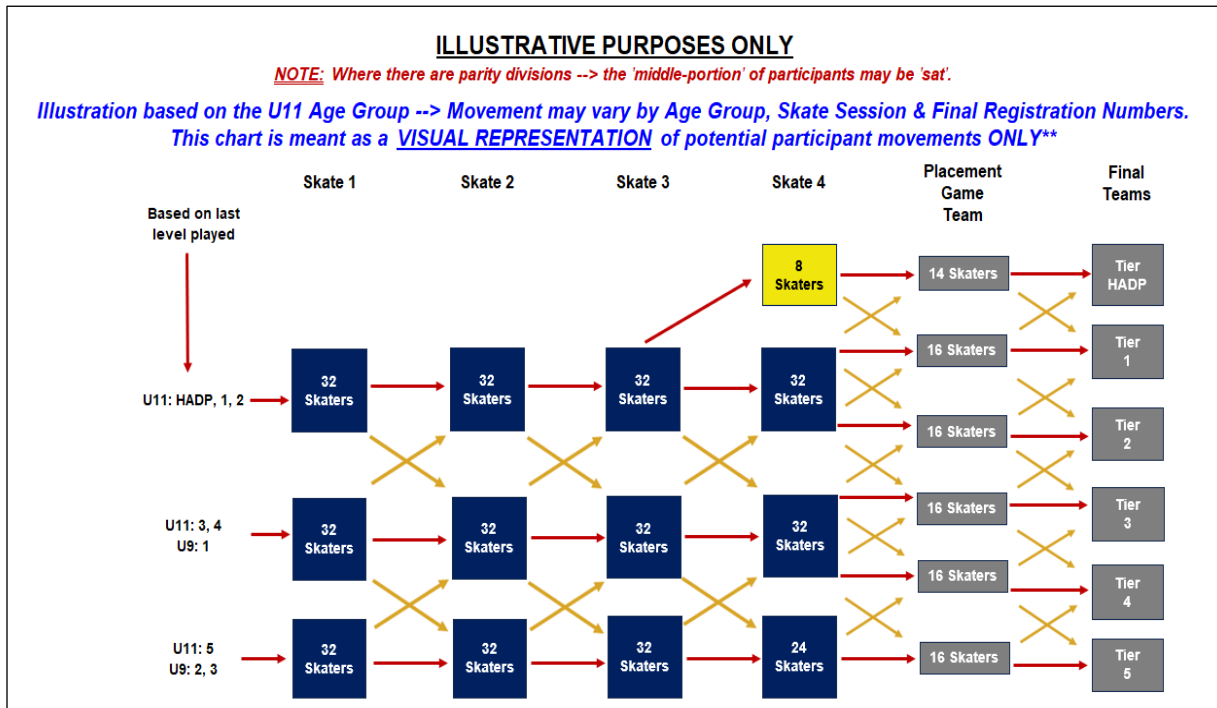 ILLUSTRATIVE PURPOSES ONLY
NOTE: Where there are parity divisions --> the 'middle-portion' of participants may be 'sat'.
Illustration based on the U11 Age Group --> Movement may vary by Age Group, Skate Session & Final Registration Numbers.
This chart is meant as a VISUAL REPRESENTATION of potential participant movements ONLY**
Skate 1
Skate 2
Skate 3
Skate 4
Placement
Game
Team
Final
Teams
Based on last
level played
8
Skaters
14 Skaters
Tier
HADP
U11: HADP, 1, 2
32
Skaters
32
Skaters
32
Skaters
32
Skaters
16 Skaters
Tier
1
16 Skaters
Tier
2
U11: 3, 4
U9: 1
32
Skaters
32
Skaters
32
Skaters
32
Skaters
16 Skaters
Tier
3
16 Skaters
Tier
4
U11: 5
U9: 2, 3
32
Skaters
32
Skaters
32
Skaters
24
Skaters
16 Skaters
Tier
5